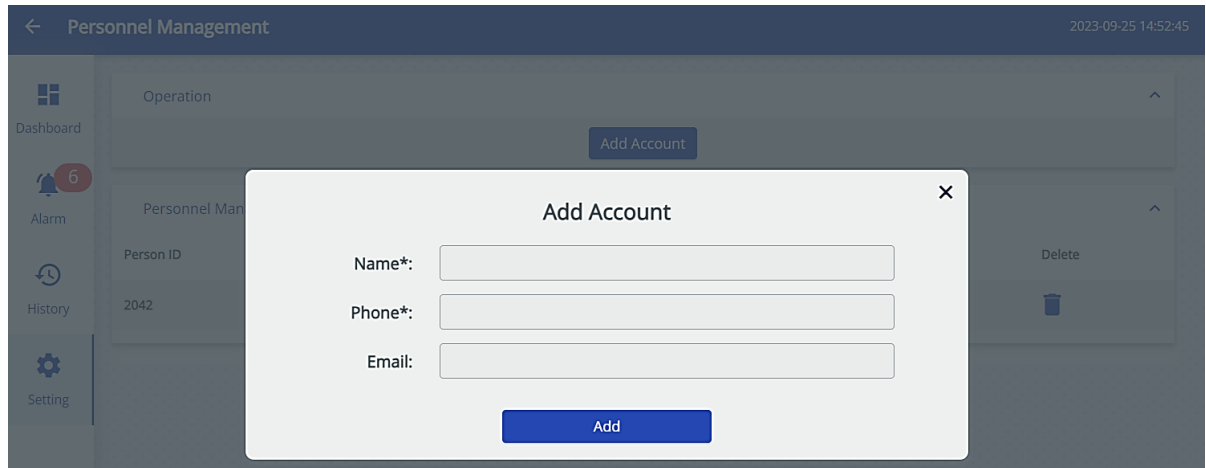 Personnel Management
2023-09-25 14:52:45
Dashboard
Operation
Add Account
6
Alarm
Personnel Man
Add Account
Person ID
Delete
Name*:
Phone*:
Email:
History
2042
Setting
Add